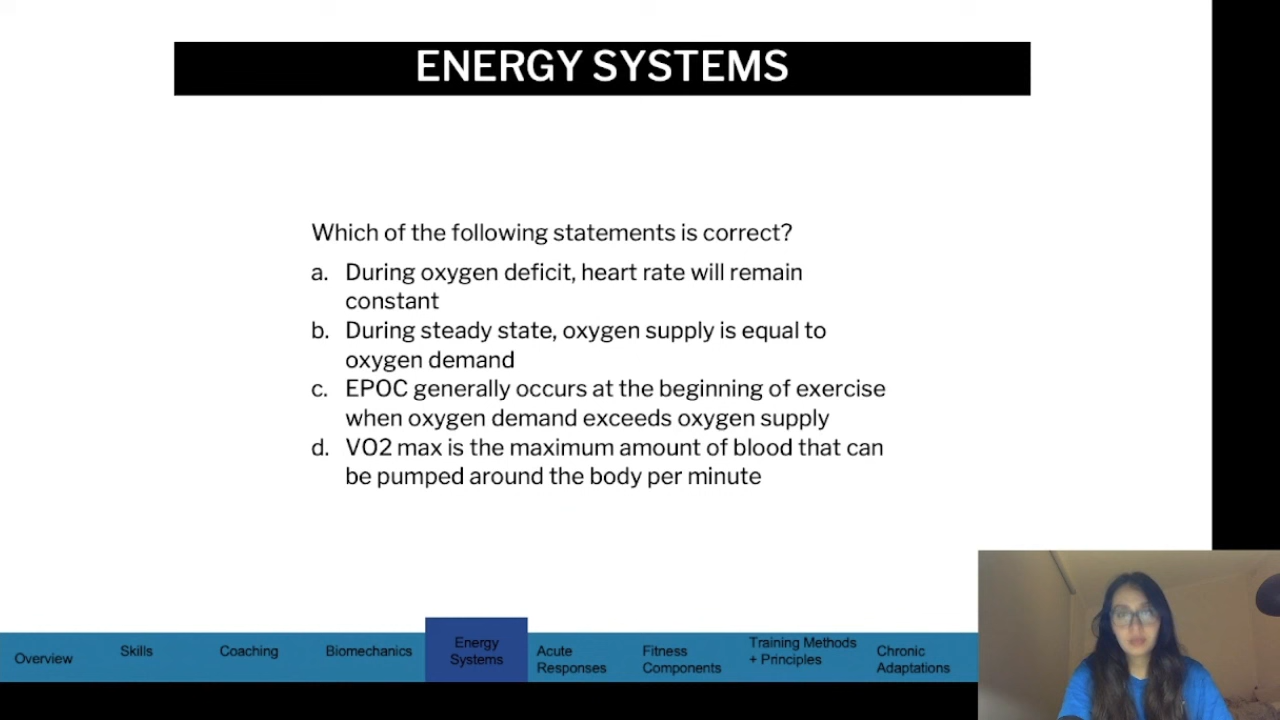 ENERGY SYSTEMS
Which of the following statements is correct?
a. During oxygen deficit, heart rate will remain
constant
b. During steady state, oxygen supply is equal to
oxygen demand
c. EPOC generally occurs at the beginning of exercise
when oxygen demand exceeds oxygen supply
d. VO2 max is the maximum amount of blood that can
be pumped around the body per minute
Overview
Skills
Coaching
Biomechanics
Energy
Systems
Acute
Responses
Fitness
Components
Training Methods
+ Principles
Chronic
Adaptations